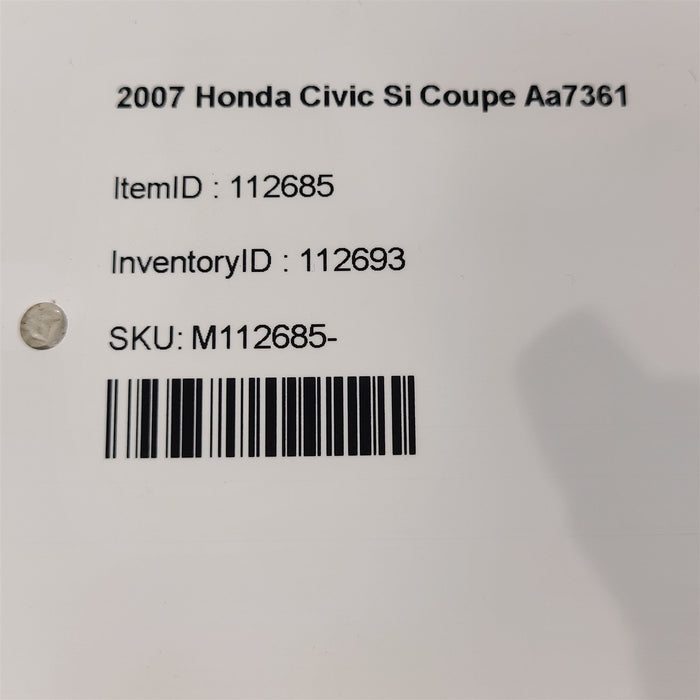 2007 Honda Civic Si Coupe Aa7361
ItemID : 112685
InventoryID : 112693
SKU: M112685-